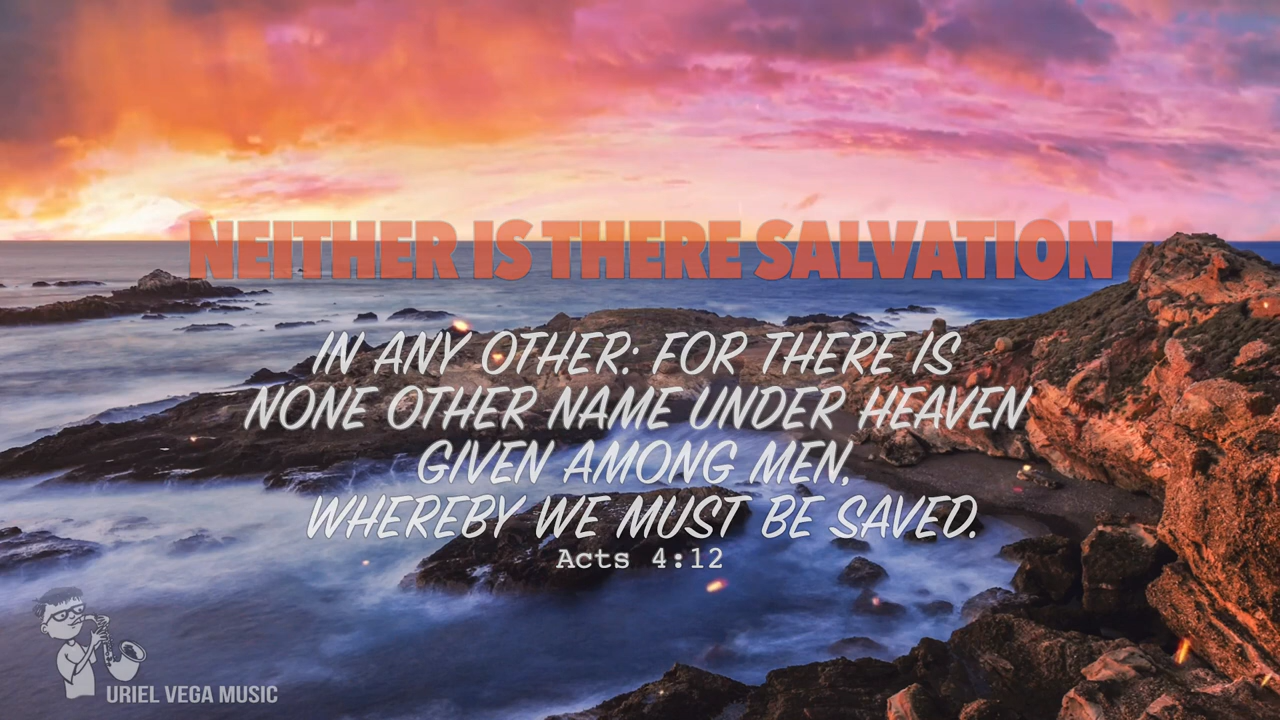 NEITHER IS THERE SALVATION
IN ANY OTHER: FOR THERE IS
NONE OTHER NAME UNDER HEAVEN
GIVEN AMONG MEN,
WHEREBY WE MUST BE SAVED.
Acts 4:12
URIEL VEGA MUSIC